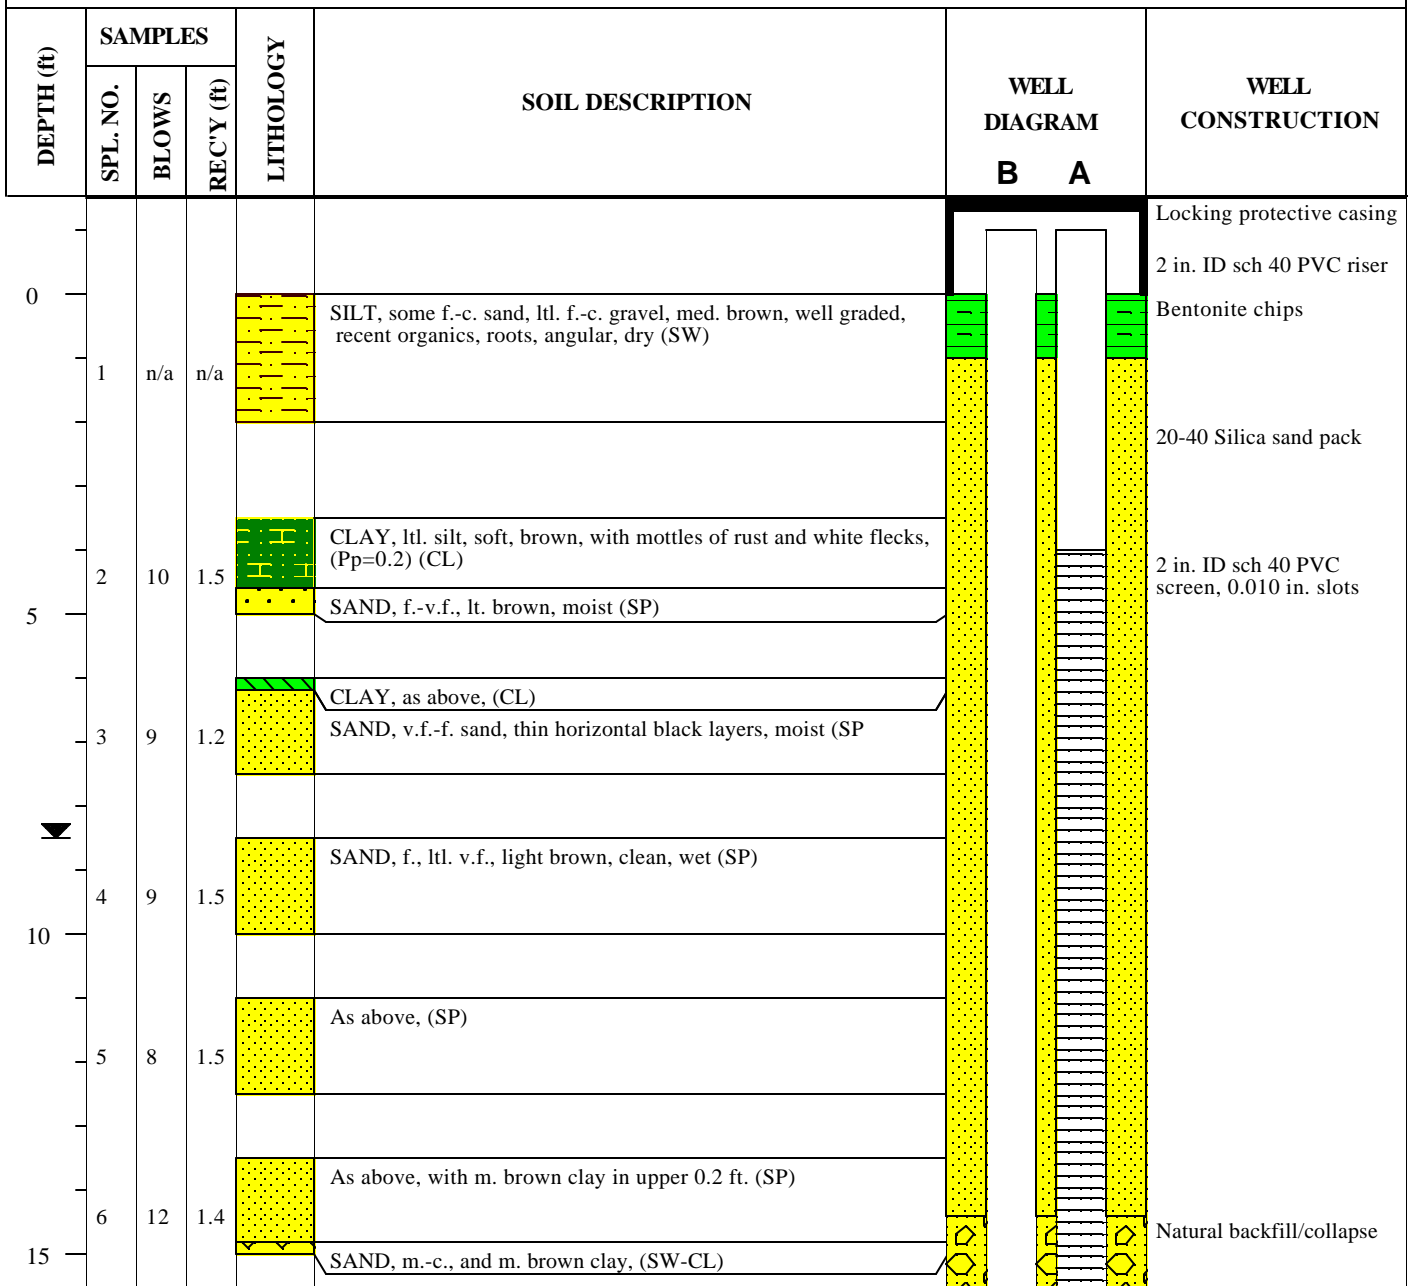 DEPTH (ft)
SAMPLES
SPL. NO.
BLOWS
REC'Y (ft)
LITHOLOGY
SOIL DESCRIPTION
WELL
DIAGRAM
B A
WELL
CONSTRUCTION
Locking protective casing
2 in. ID sch 40 PVC riser
0
SILT, some f.-c. sand, ltl. f.-c. gravel, med. brown, well graded,
recent organics, roots, angular, dry (SW)
Bentonite chips
1 n/a n/a
20-40 Silica sand pack
CLAY, ltl. silt, soft, brown, with mottles of rust and white flecks,
(Pp=0.2) (CL)
2 10 1.5
2 in. ID sch 40 PVC
screen, 0.010 in. slots
5
SAND, f.-v.f., lt. brown, moist (SP)
CLAY, as above, (CL)
SAND, v.f.-f. sand, thin horizontal black layers, moist (SP
3 9 1.2
SAND, f., ltl. v.f., light brown, clean, wet (SP)
4 9 1.5
10
As above, (SP)
5 8 1.5
As above, with m. brown clay in upper 0.2 ft. (SP)
6 12 1.4
Natural backfill/collapse
15
SAND, m.-c., and m. brown clay, (SW-CL)